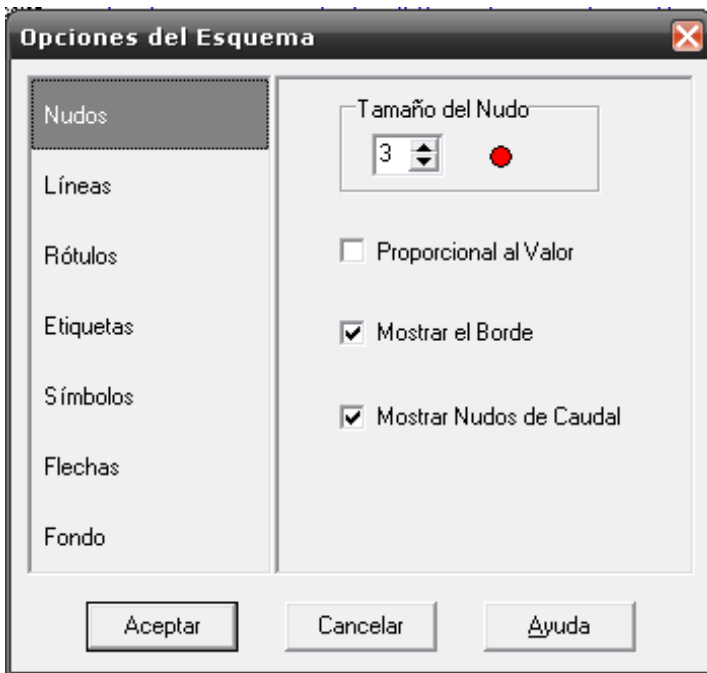 Opciones del Esquema
Nudos
Líneas
Rótulos
Etiquetas
Símbolos
Flechas
Fondo
Tamaño del Nudo
3
Proporcional al Valor
Mostrar el Borde
Mostrar Nudos de Caudal
Aceptar
Cancelar
Ayuda